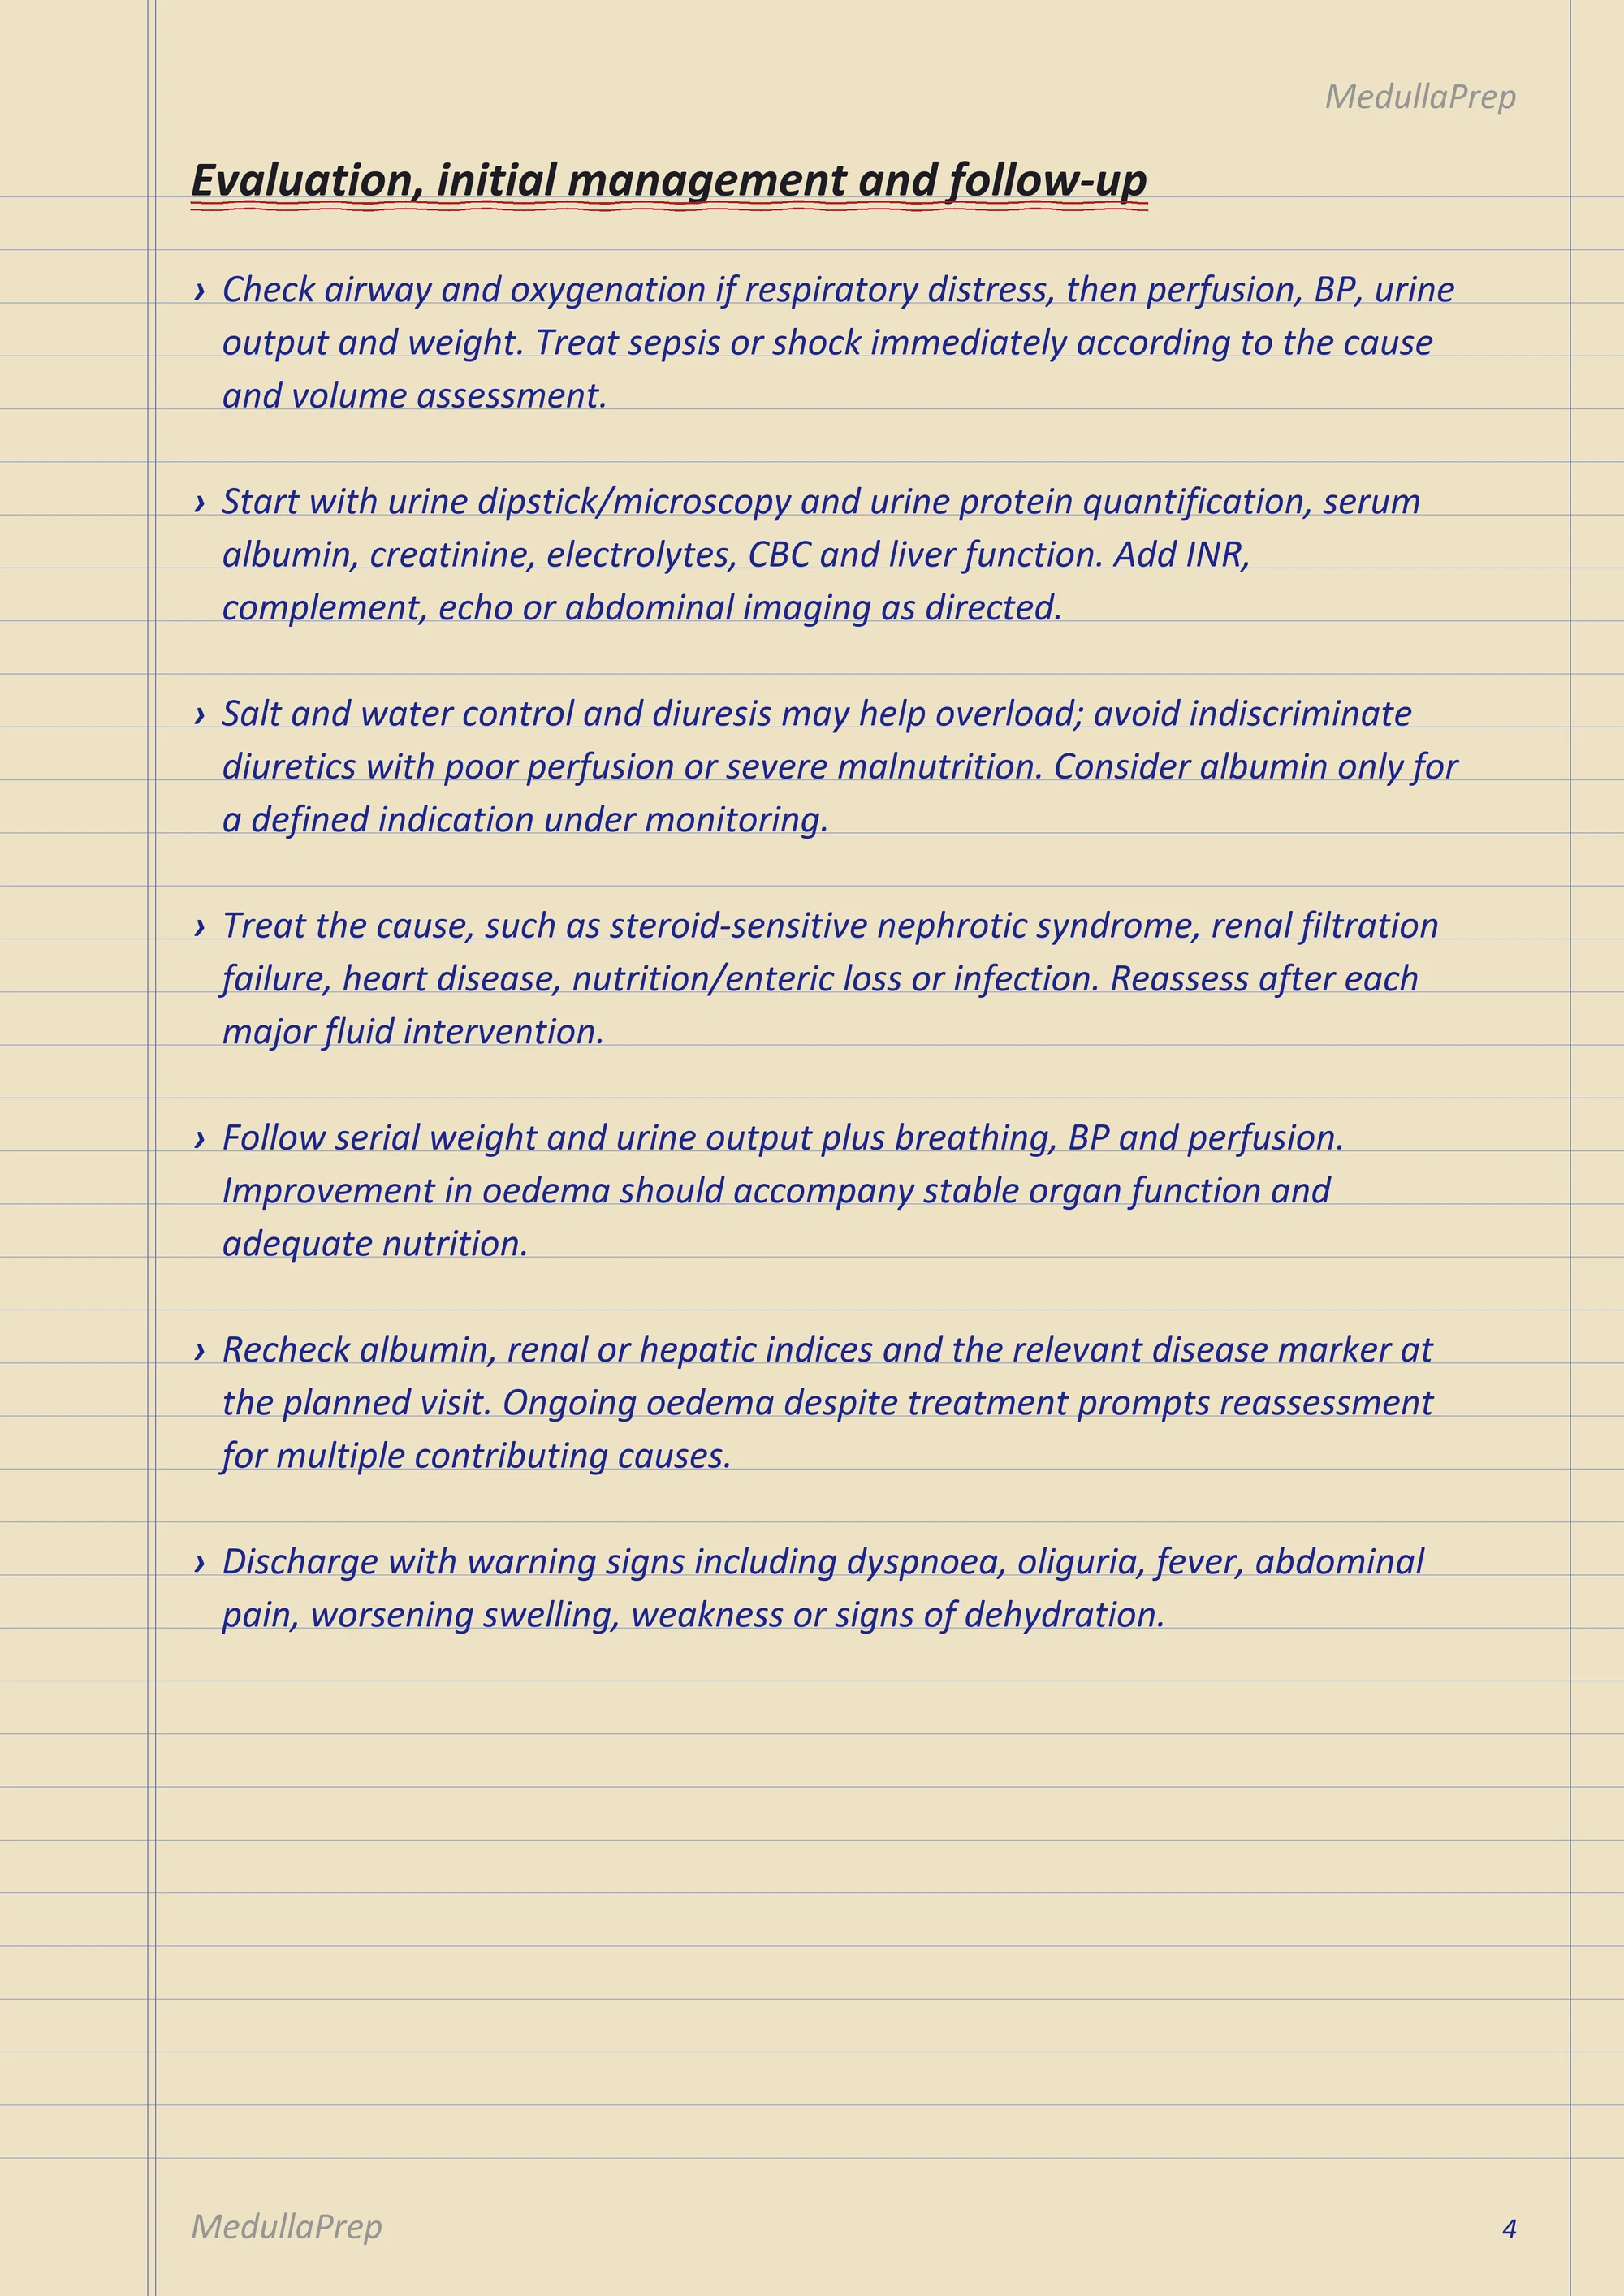 MedullaPrep
Evaluation, initial management and follow-up
› Check airway and oxygenation if respiratory distress, then perfusion, BP, urine
output and weight. Treat sepsis or shock immediately according to the cause
and volume assessment.
› Start with urine dipstick/microscopy and urine protein quantification, serum
albumin, creatinine, electrolytes, CBC and liver function. Add INR,
complement, echo or abdominal imaging as directed.
› Salt and water control and diuresis may help overload; avoid indiscriminate
diuretics with poor perfusion or severe malnutrition. Consider albumin only for
a defined indication under monitoring.
› Treat the cause, such as steroid-sensitive nephrotic syndrome, renal filtration
failure, heart disease, nutrition/enteric loss or infection. Reassess after each
major fluid intervention.
› Follow serial weight and urine output plus breathing, BP and perfusion.
Improvement in oedema should accompany stable organ function and
adequate nutrition.
› Recheck albumin, renal or hepatic indices and the relevant disease marker at
the planned visit. Ongoing oedema despite treatment prompts reassessment
for multiple contributing causes.
› Discharge with warning signs including dyspnoea, oliguria, fever, abdominal
pain, worsening swelling, weakness or signs of dehydration.
MedullaPrep
4